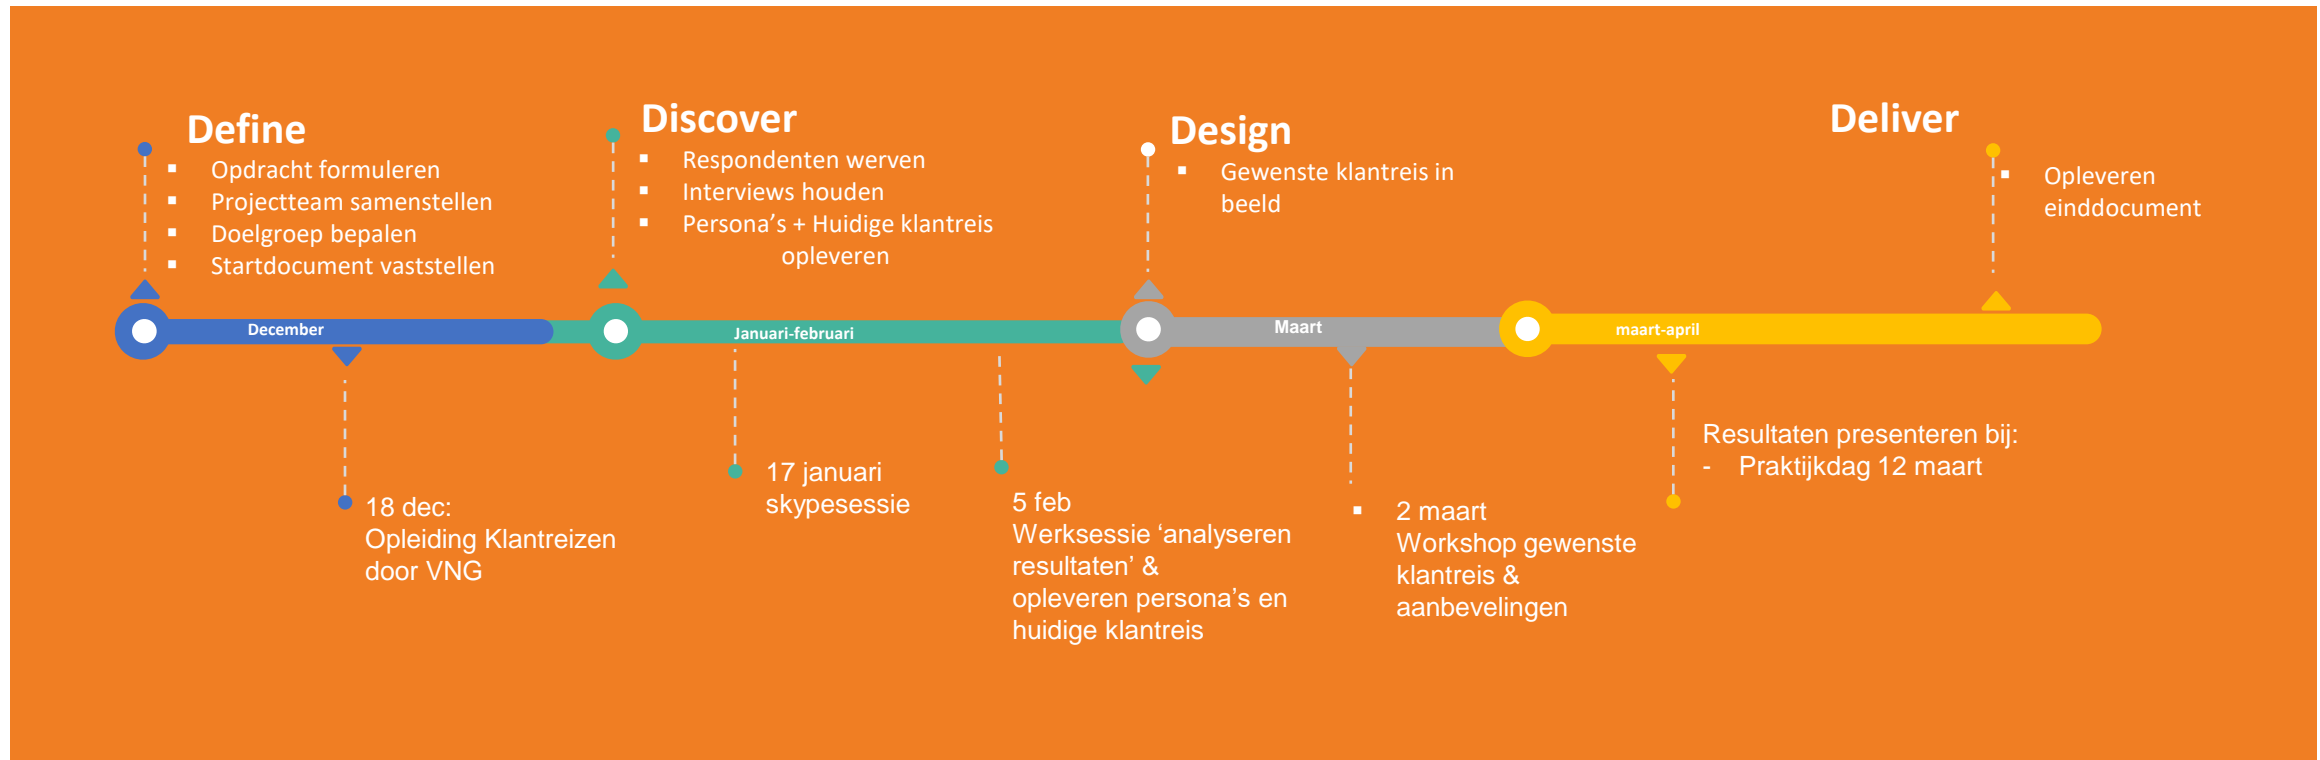 Define
▪ Opdracht formuleren
▪ Projectteam samenstellen
▪ Doelgroep bepalen
▪ Startdocument vaststellen
Discover
▪ Respondenten werven
▪ Interviews houden
▪ Persona’s + Huidige klantreis
opleveren
Design
▪ Gewenste klantreis in
beeld
Deliver
▪ Opleveren
einddocument
December
Januari-februari
Maart
maart-april
18 dec:
Opleiding Klantreizen
door VNG
17 januari
skypesessie
5 feb
Werksessie ‘analyseren
resultaten’ &
opleveren persona’s en
huidige klantreis
▪ 2 maart
Workshop gewenste
klantreis &
aanbevelingen
Resultaten presenteren bij:
- Praktijkdag 12 maart